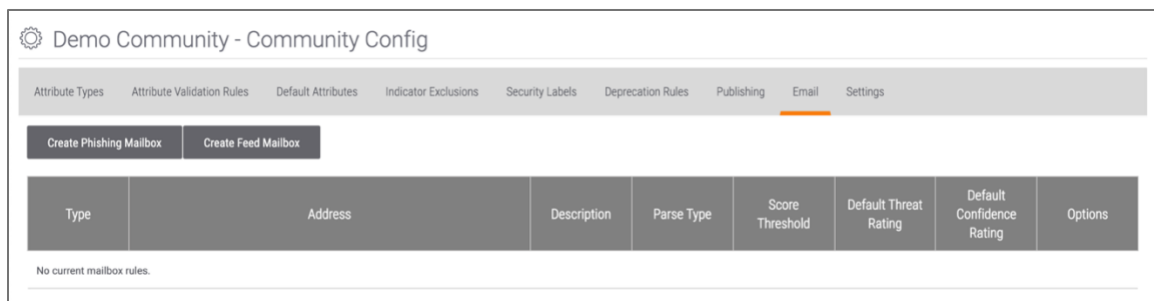 Demo Community - Community Config
Attribute Types Attribute Validation Rules Default Attributes Indicator Exclusions Security Labels Deprecation Rules Publishing Email Settings
Create Phishing Mailbox Create Feed Mailbox
Type Address Description Parse Type Score Threshold Default Threat Rating Default Confidence Rating Options
No current mailbox rules.